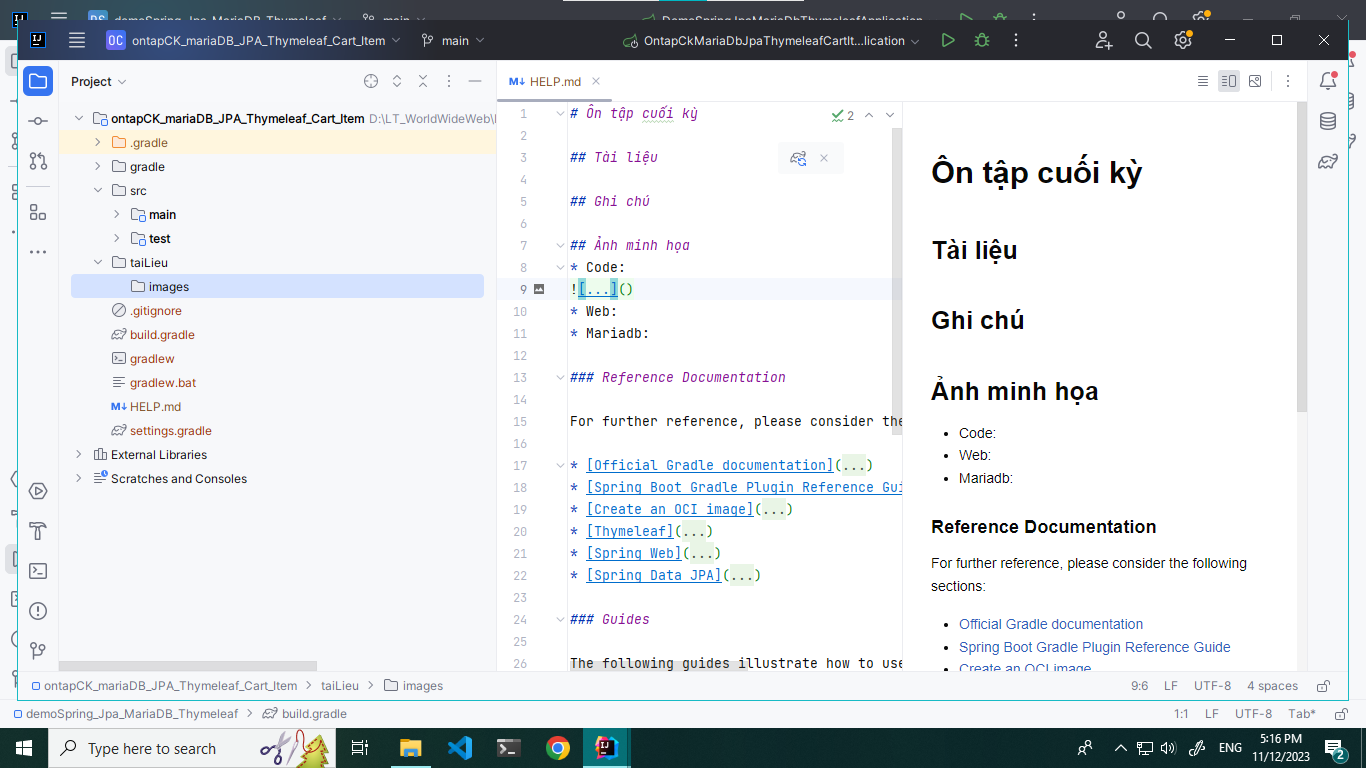 demoSpring_Jpa_MariaDB_Thymeleaf
main
DemoSpringJpaMariaDbThymeleafApplication
OC ontapCK_mariaDB_JPA_Thymeleaf_Cart_Item
main
OntapCkMariaDbJpaThymeleafCartIt...lication
Project
ontapCK_mariaDB_JPA_Thymeleaf_Cart_Item D:\LT_WorldWideWeb\
.gradle
gradle
src
main
test
taiLieu
images
.gitignore
build.gradle
gradlew
gradlew.bat
HELP.md
settings.gradle
External Libraries
Scratches and Consoles
HELP.md
2
1 # Ôn tập cuối kỳ
2
3 ## Tài liệu
4
5 ## Ghi chú
6
7 ## Ảnh minh họa
8 * Code:
9 ![...]()
10 * Web:
11 * Mariadb:
12
13 ### Reference Documentation
14
15 For further reference, please consider the
16
17 * [Official Gradle documentation](...)
18 * [Spring Boot Gradle Plugin Reference Gui
19 * [Create an OCI image](...)
20 * [Thymeleaf](...)
21 * [Spring Web](...)
22 * [Spring Data JPA](...)
23
24 ### Guides
25
26 The following guides illustrate how to use
Ôn tập cuối kỳ
Tài liệu
Ghi chú
Ảnh minh họa
• Code:
• Web:
• Mariadb:
Reference Documentation
For further reference, please consider the following
sections:
• Official Gradle documentation
• Spring Boot Gradle Plugin Reference Guide
• Create an OCI image
ontapCK_mariaDB_JPA_Thymeleaf_Cart_Item > taiLieu > images
9:6 LF UTF-8 4 spaces
demoSpring_Jpa_MariaDB_Thymeleaf > build.gradle
1:1 LF UTF-8 Tab*
Type here to search
ENG
5:16 PM
11/12/2023
2